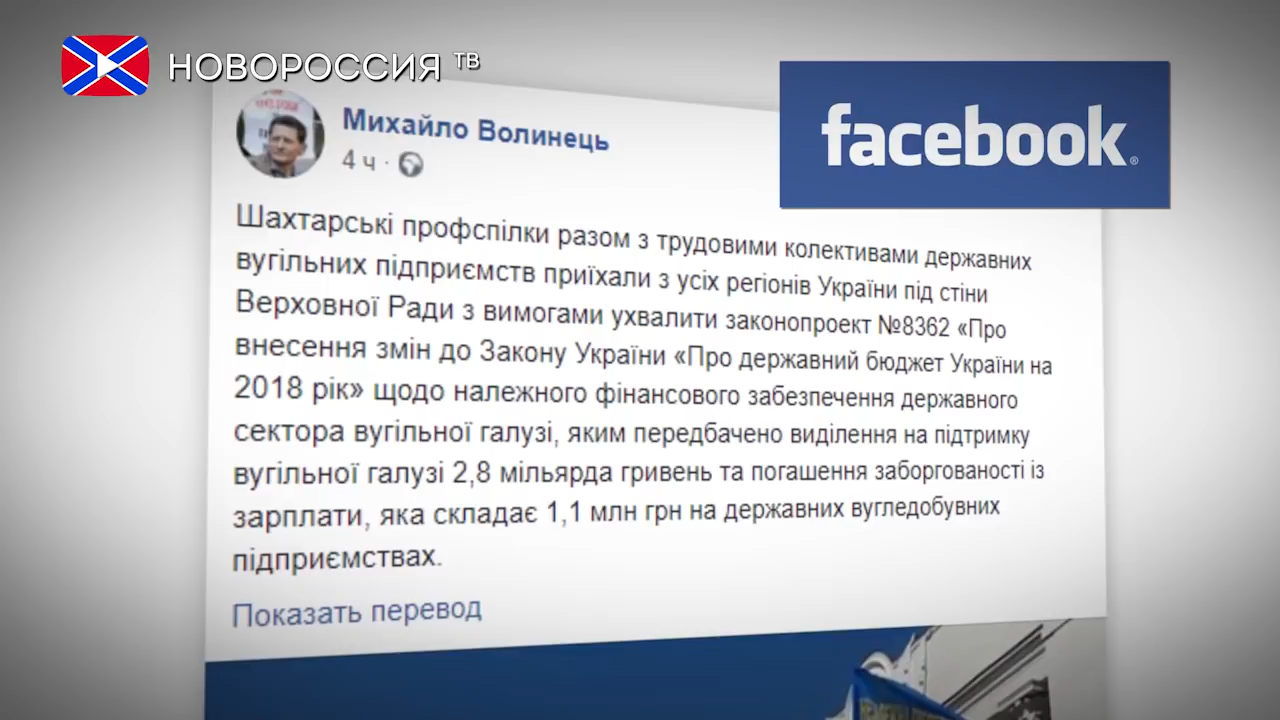 НОВОРОССИЯ ТВ
facebook®
Михайло Волинець
4 ч ·
Шахтарські профспілки разом з трудовими колективами державних
вугільних підприємств приїхали з усіх регіонів України під стіни
Верховної Ради з вимогами ухвалити законопроект №8362 «Про
внесення змін до Закону України «Про державний бюджет України на
2018 рік» щодо належного фінансового забезпечення державного
сектора вугільної галузі, яким передбачено виділення на підтримку
вугільної галузі 2,8 мільярда гривень та погашення заборгованості із
зарплати, яка складає 1,1 млн грн на державних вугледобувних
підприємствах.
Показать перевод